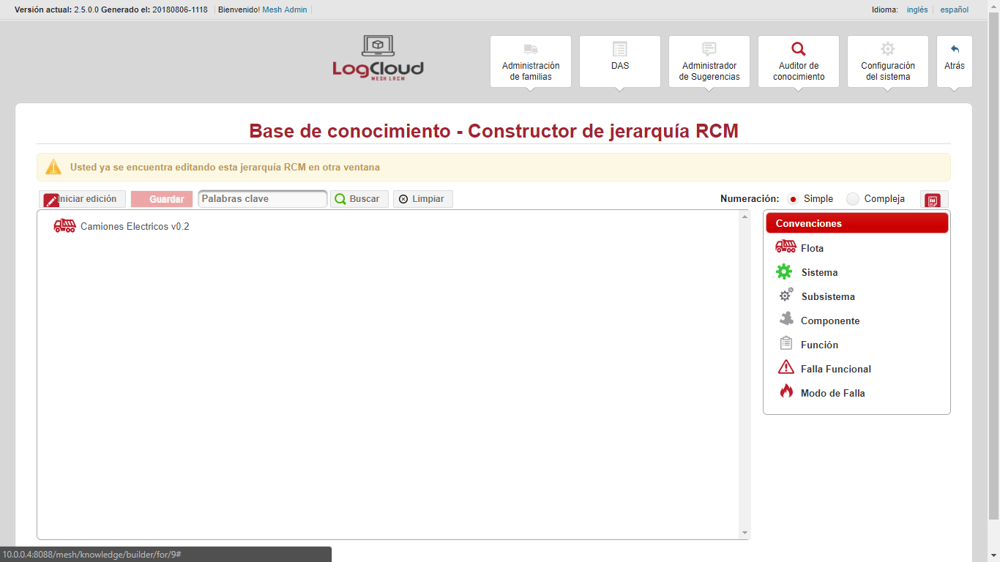 Versión actual: 2.5.0.0 Generado el: 20180806-1118 Bienvenido! Mesh Admin
Idioma: inglés español
LogCloud
MESH LRCM
Administración
de familias
DAS
Administrador
de Sugerencias
Auditor de
conocimiento
Configuración
del sistema
Atrás
Base de conocimiento - Constructor de jerarquía RCM
Usted ya se encuentra editando esta jerarquía RCM en otra ventana
Iniciar edición Guardar Palabras clave Buscar Limpiar
Numeración: Simple Compleja
Camiones Electricos v0.2
Convenciones
Flota
Sistema
Subsistema
Componente
Función
Falla Funcional
Modo de Falla
10.0.0.4:8088/mesh/knowledge/builder/for/9#